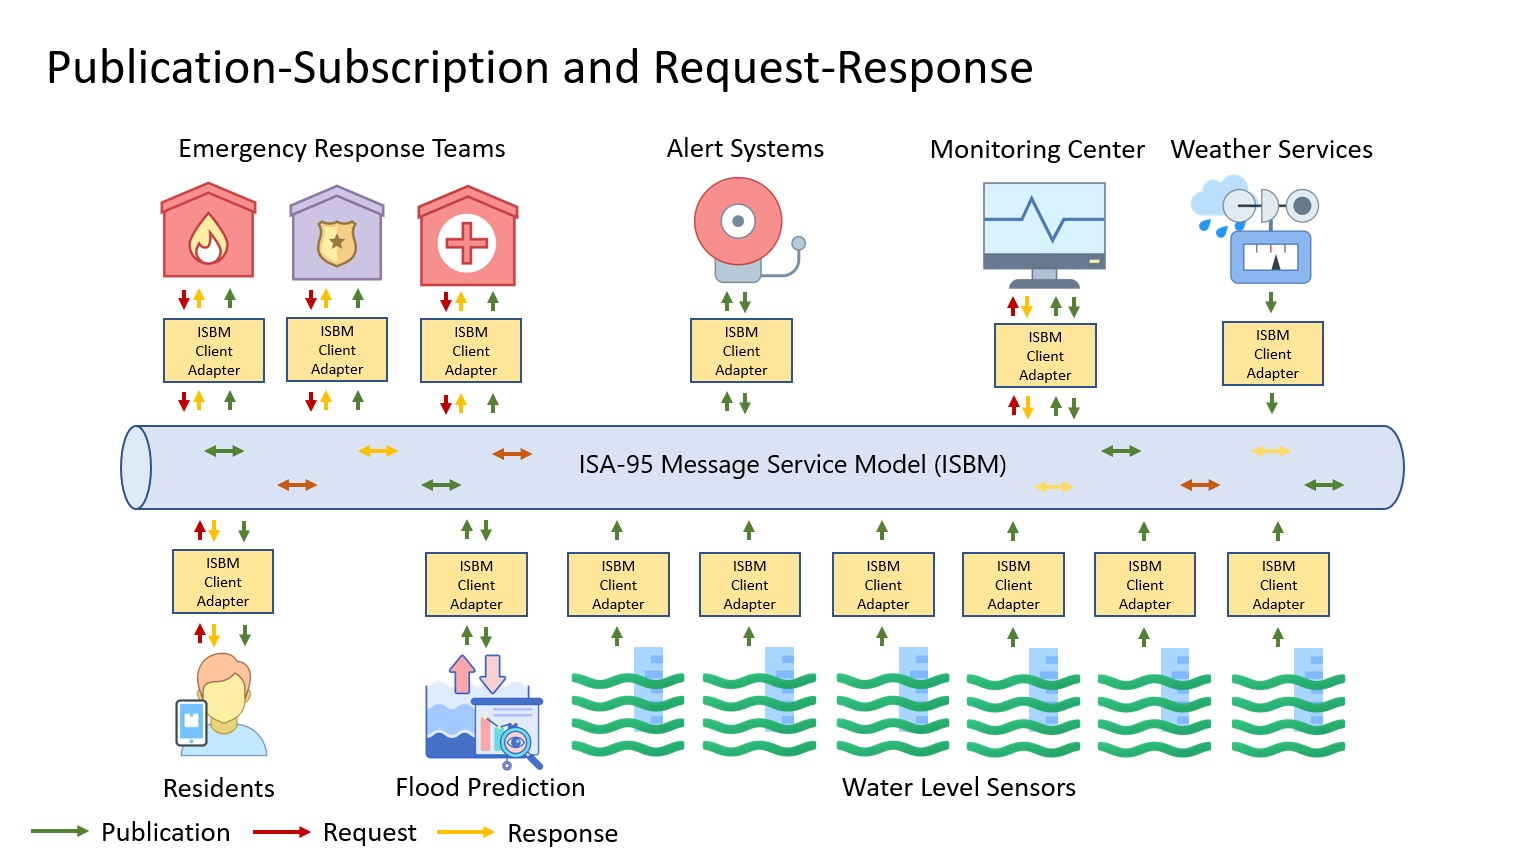 Publication-Subscription and Request-Response
Emergency Response Teams
Alert Systems
Monitoring Center
Weather Services
ISBM
Client
Adapter
ISBM
Client
Adapter
ISBM
Client
Adapter
ISBM
Client
Adapter
ISBM
Client
Adapter
ISBM
Client
Adapter
ISA-95 Message Service Model (ISBM)
ISBM
Client
Adapter
ISBM
Client
Adapter
ISBM
Client
Adapter
ISBM
Client
Adapter
ISBM
Client
Adapter
ISBM
Client
Adapter
ISBM
Client
Adapter
ISBM
Client
Adapter
Residents
Flood Prediction
Water Level Sensors
Publication
Request
Response